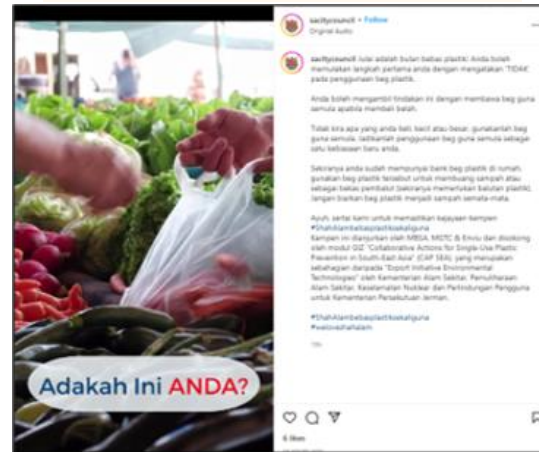 Adakah Ini ANDA?
sacitycouncil • Follow
Original Audio
sacitycouncil Julai adalah bulan bebas plastik! Anda boleh
memulakan langkah pertama anda dengan mengatakan 'TIDAK'
pada penggunaan beg plastik.
Anda boleh mengambil tindakan ini dengan membawa beg guna
semula apabila membeli belah.
Tidak kira apa yang anda beli, kecil atau besar, gunakanlah beg
guna semula. Jadikanlah penggunaan beg guna semula sebagai
satu kebiasaan baru anda.
Sekiranya anda sudah mempunyai bank beg plastik di rumah,
gunakan beg plastik tersebut untuk membuang sampah atau
sebagai bekas pembalut (sekiranya memerlukan balutan plastik).
Jangan biarkan beg plastik menjadi sampah semata-mata.
Ayuh, sertai kami untuk memastikan kejayaan kempen
#ShahAlambebasplastiksekaliguna
Kempen ini dianjurkan oleh MBSA, MGTC & Enviu dan disokong
oleh modul GIZ "Collaborative Actions for Single-Use Plastic
Prevention in South-East Asia" (CAP SEA), yang merupakan
sebahagian daripada "Export Initiative Environmental
Technologies" oleh Kementerian Alam Sekitar, Pemuliharaan
Alam Sekitar, Keselamatan Nuklear dan Perlindungan Pengguna
untuk Kementerian Persekutuan Jerman.
#ShahAlambebasplastiksekaliguna
#weloveshahalam
6 likes